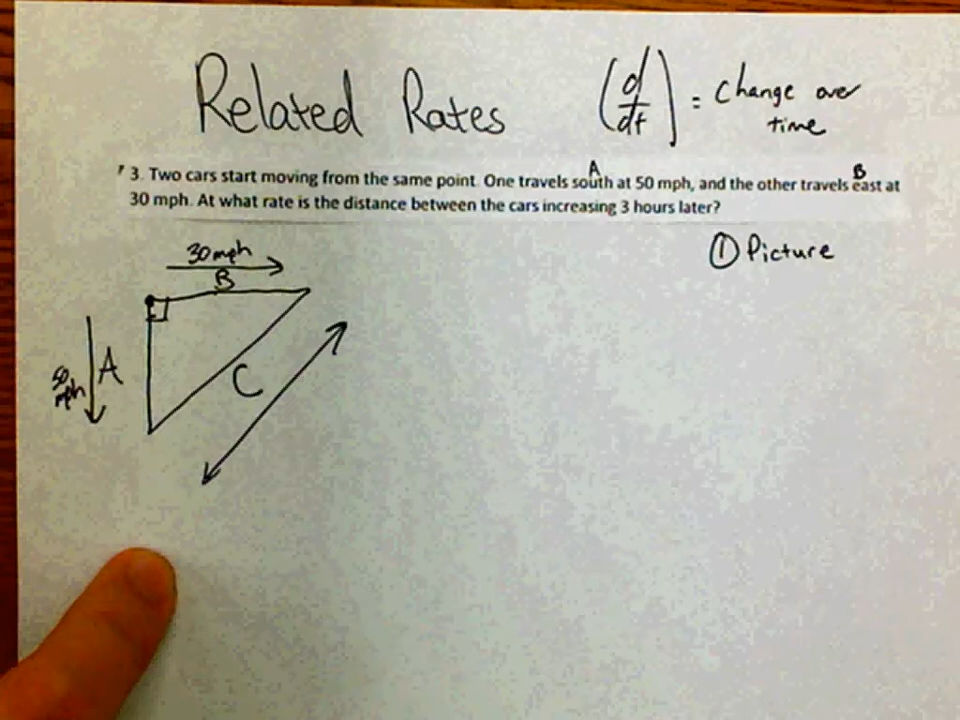 Related Rates (d/dt) = Change over time
A B
3. Two cars start moving from the same point. One travels south at 50 mph, and the other travels east at
30 mph. At what rate is the distance between the cars increasing 3 hours later?
① Picture
30mph
B
50 mph
A
C